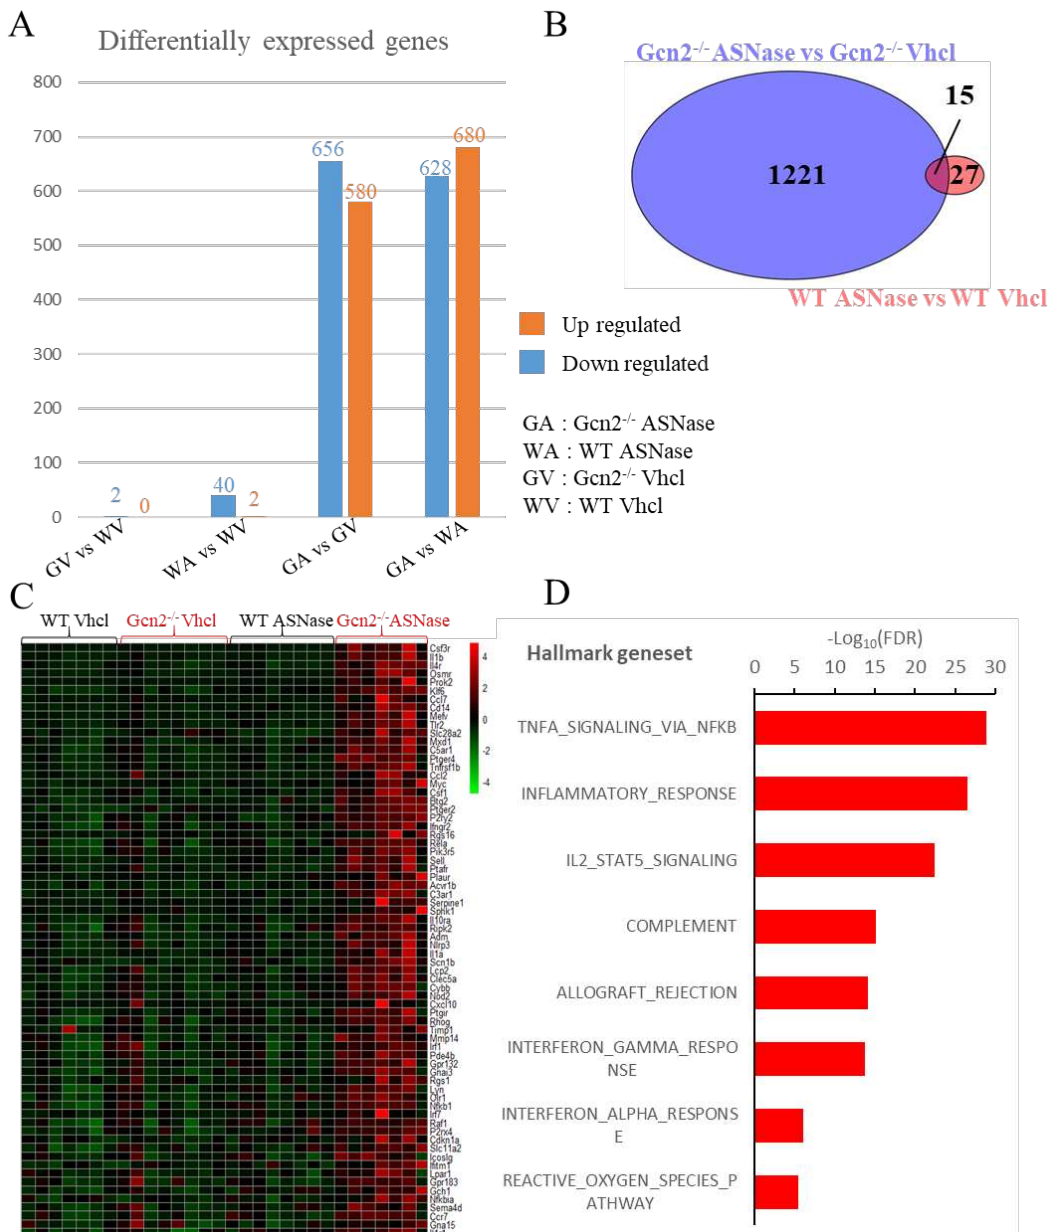 A
Differentially expressed genes
800
700
600
500
400
300
200
100
0
2
0
40
2
656
580
628
680
GV vs WV
WA vs WV
GA vs GV
GA vs WA
B
Gcn2-/- ASNase vs Gcn2-/- Vhcl
15
1221
27
WT ASNase vs WT Vhcl
Up regulated
Down regulated
GA : Gcn2-/- ASNase
WA : WT ASNase
GV : Gcn2-/- Vhcl
WV : WT Vhcl
C
WT Vhcl
Gcn2-/- Vhcl
WT ASNase
Gcn2-/- ASNase
4
2
0
-2
-4
Csf3r
Il1b
Il4r
Osmr
Prok2
Klf6
Ccl7
Cd14
Mefv
Tlr2
Slc28a2
Mxd1
C5ar1
Ptger4
Tnfrsf1b
Ccl2
Myc
Csf1
Btg2
Ptger2
P2ry2
Ifngr2
Rgs16
Rela
Pik3r5
Sell
Ptafr
Plaur
Acvr1b
C3ar1
Serpine1
Sphk1
Il10ra
Ripk2
Adm
Nlrp3
Il1a
Scn1b
Lcp2
Clec5a
Cybb
Nod2
Cxcl10
Ptgir
Rhog
Timp1
Mmp14
Irf1
Pde4b
Gpr132
Gnai3
Rgs1
Lyn
Olr1
Nfkb1
Irf7
Raf1
P2rx4
Cdkn1a
Slc11a2
Icoslg
Ifitm1
Lpar1
Gpr183
Gch1
Nfkbia
Sema4d
Ccr7
Gna15
D
Hallmark geneset
-Log10(FDR)
0 5 10 15 20 25 30
TNFA_SIGNALING_VIA_NFKB
INFLAMMATORY_RESPONSE
IL2_STAT5_SIGNALING
COMPLEMENT
ALLOGRAFT_REJECTION
INTERFERON_GAMMA_RESPO
NSE
INTERFERON_ALPHA_RESPONS
E
REACTIVE_OXYGEN_SPECIES_P
ATHWAY